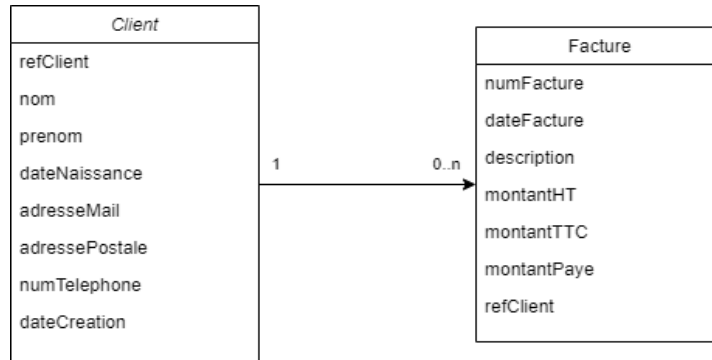 Client
refClient
nom
prenom
dateNaissance
adresseMail
adressePostale
numTelephone
dateCreation
1
0..n
Facture
numFacture
dateFacture
description
montantHT
montantTTC
montantPaye
refClient